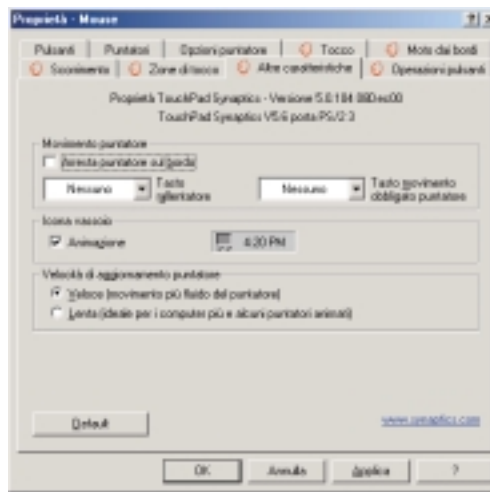 Proprietà - Mouse
Pulsanti
Puntatori
Opzioni puntatore
Tocco
Moto dai bordi
Scorrimento
Zone di tocco
Altre caratteristiche
Operazioni pulsanti
Proprietà TouchPad Synaptics - Versione 5.0.104
TouchPad Synaptics V5.6 porta PS/2 3
Movimento puntatore
Arresta puntatore sul bordo
Nessuno
Tasto rallentatore
Nessuno
Tasto movimento obbligato puntatore
Icona vassoio
Animazione
4:20 PM
Velocità di aggiornamento puntatore
Veloce (movimento più fluido del puntatore)
Lenta (ideale per i computer più e alcuni puntatori animati)
Default
www.synaptics.com
OK
Annulla
Applica
?